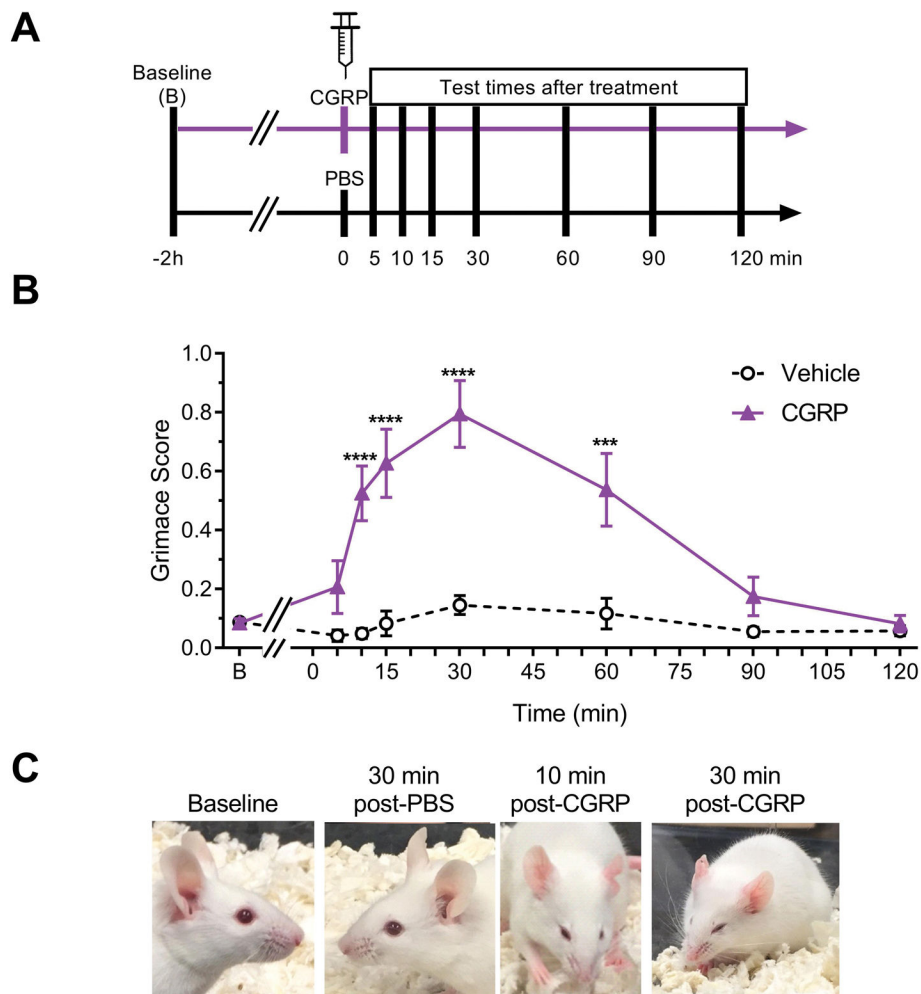 A
Baseline
(B)
CGRP
Test times after treatment
PBS
-2h 0 5 10 15 30 60 90 120 min
B
1.0
0.8
0.6
0.4
0.2
0.0
Grimace Score
**** **** **** ***
Vehicle
CGRP
B 0 15 30 45 60 75 90 105 120
Time (min)
C
Baseline
30 min
post-PBS
10 min
post-CGRP
30 min
post-CGRP